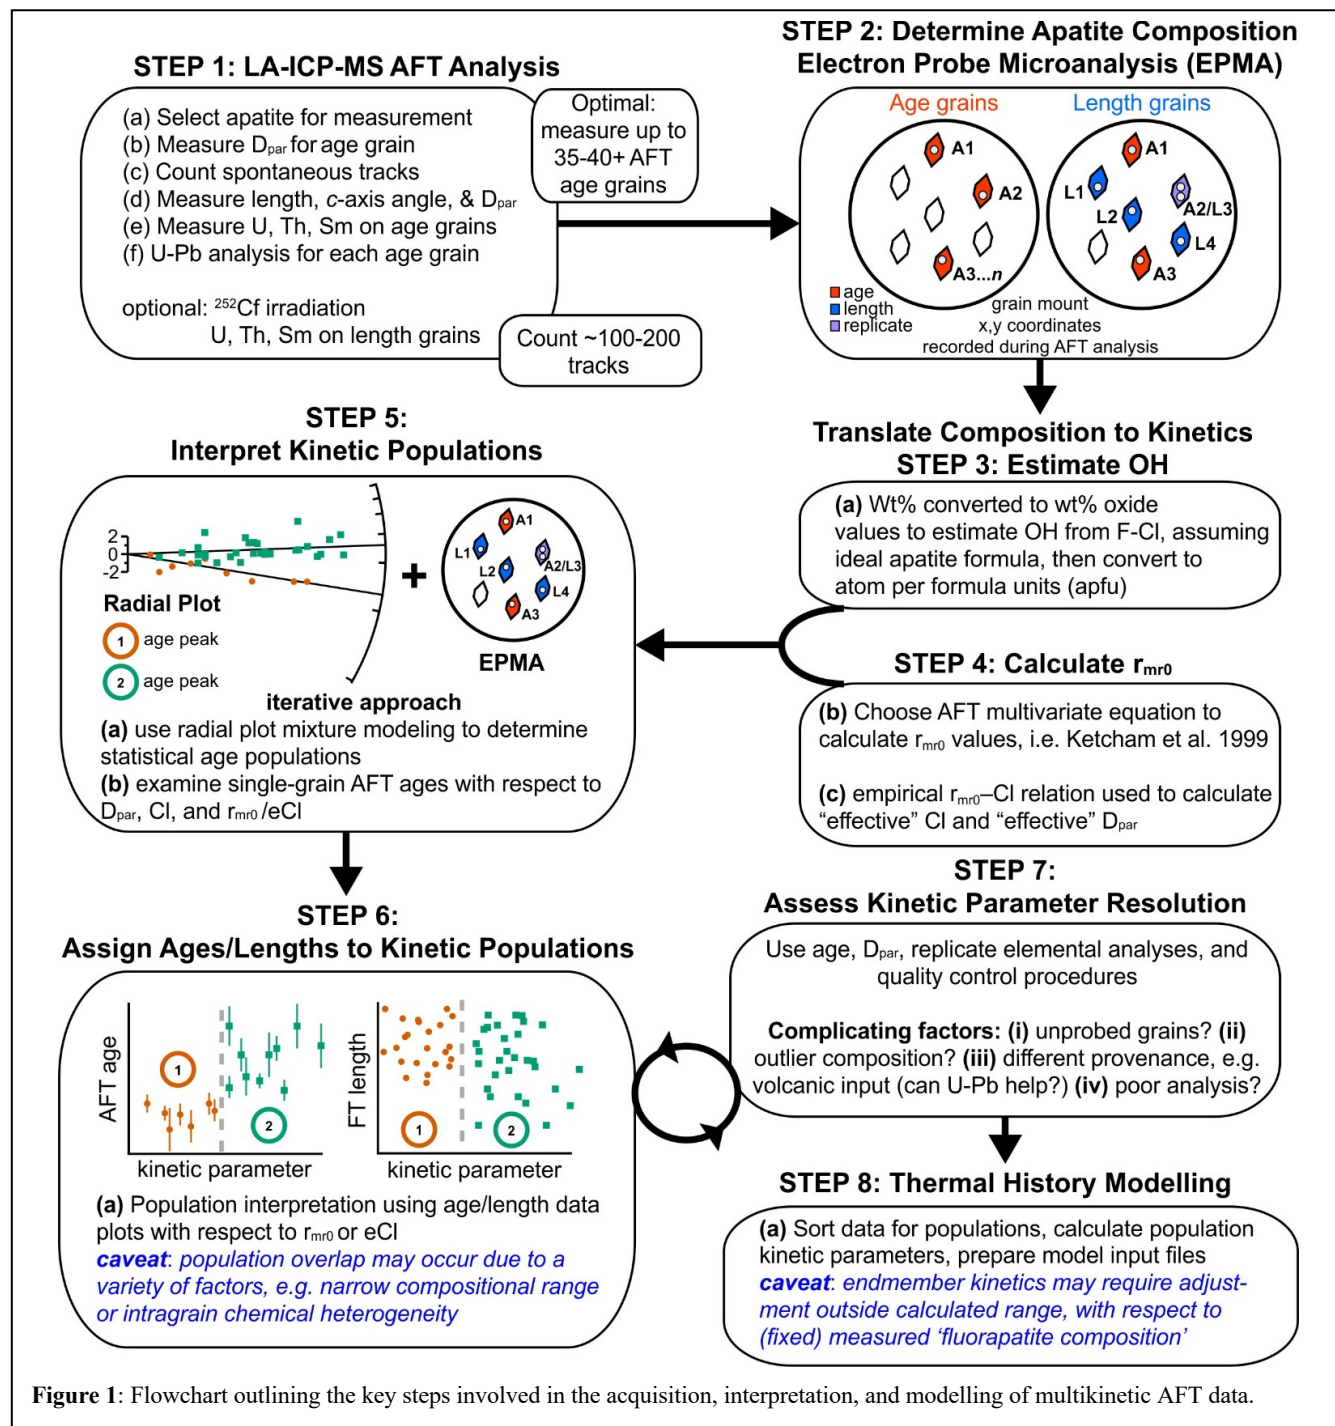 STEP 1: LA-ICP-MS AFT Analysis
(a) Select apatite for measurement
(b) Measure Dpar for age grain
(c) Count spontaneous tracks
(d) Measure length, c-axis angle, & Dpar
(e) Measure U, Th, Sm on age grains
(f) U-Pb analysis for each age grain
optional: 252Cf irradiation
U, Th, Sm on length grains
Optimal:
measure up to
35-40+ AFT
age grains
Count ~100-200
tracks
STEP 2: Determine Apatite Composition
Electron Probe Microanalysis (EPMA)
Age grains
Length grains
A1
A2
A3...n
A1
L1
A2/L3
L2
L4
A3
age
length
replicate
grain mount
x,y coordinates
recorded during AFT analysis
Translate Composition to Kinetics
STEP 3: Estimate OH
(a) Wt% converted to wt% oxide
values to estimate OH from F-Cl, assuming
ideal apatite formula, then convert to
atom per formula units (apfu)
STEP 4: Calculate rmr0
(b) Choose AFT multivariate equation to
calculate rmr0 values, i.e. Ketcham et al. 1999
(c) empirical rmr0–Cl relation used to calculate
“effective” Cl and “effective” Dpar
STEP 5:
Interpret Kinetic Populations
2
0
-2
Radial Plot
1 age peak
2 age peak
+
A1
L1
A2/L3
L2
L4
A3
EPMA
iterative approach
(a) use radial plot mixture modeling to determine
statistical age populations
(b) examine single-grain AFT ages with respect to
Dpar, Cl, and rmr0 /eCl
STEP 6:
Assign Ages/Lengths to Kinetic Populations
AFT age
1
2
kinetic parameter
FT length
1
2
kinetic parameter
(a) Population interpretation using age/length data
plots with respect to rmr0 or eCl
caveat: population overlap may occur due to a
variety of factors, e.g. narrow compositional range
or intragrain chemical heterogeneity
STEP 7:
Assess Kinetic Parameter Resolution
Use age, Dpar, replicate elemental analyses, and
quality control procedures
Complicating factors: (i) unprobed grains? (ii)
outlier composition? (iii) different provenance, e.g.
volcanic input (can U-Pb help?) (iv) poor analysis?
STEP 8: Thermal History Modelling
(a) Sort data for populations, calculate population
kinetic parameters, prepare model input files
caveat: endmember kinetics may require adjust-
ment outside calculated range, with respect to
(fixed) measured ‘fluorapatite composition’
Figure 1: Flowchart outlining the key steps involved in the acquisition, interpretation, and modelling of multikinetic AFT data.